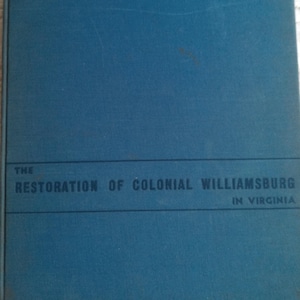 THE
RESTORATION OF COLONIAL WILLIAMSBURG
IN VIRGINIA